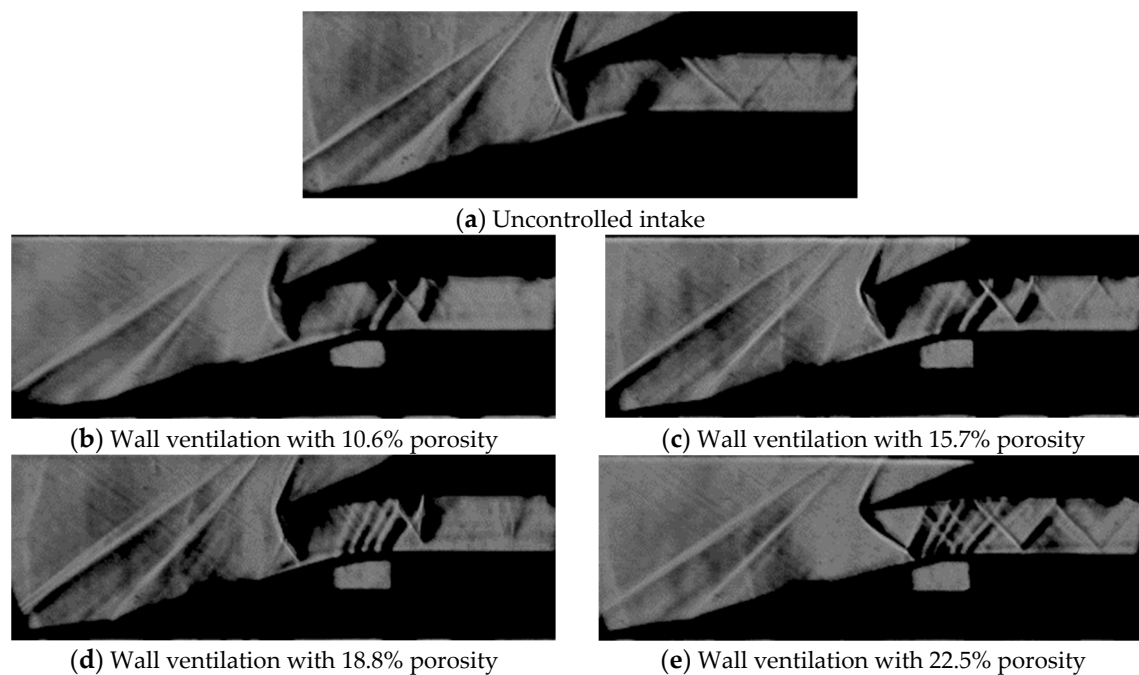 (a) Uncontrolled intake
(b) Wall ventilation with 10.6% porosity
(c) Wall ventilation with 15.7% porosity
(d) Wall ventilation with 18.8% porosity
(e) Wall ventilation with 22.5% porosity